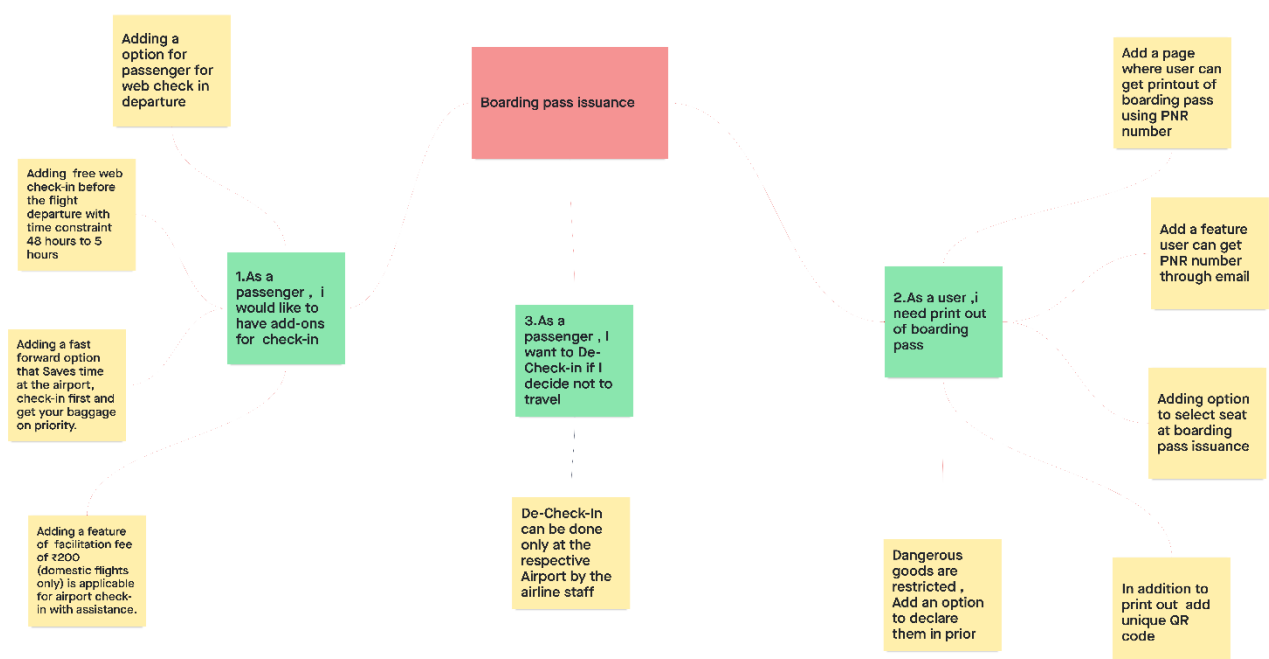 Adding a
option for
passenger for
web check in
departure
Boarding pass issuance
Add a page
where user can
get printout of
boarding pass
using PNR
number
Adding  free web
check-in before
the flight
departure with
time constraint
48 hours to 5
hours
Add a feature
user can get
PNR number
through email
1.As a
passenger ,  i
would like to
have add-ons
for  check-in
2.As a user ,i
need print out
of boarding
pass
3.As a
passenger , I
want to De-
Check-in if I
decide not to
travel
Adding a fast
forward option
that Saves time
at the airport,
check-in first and
get your baggage
on priority.
Adding option
to select seat
at boarding
pass issuance
Adding a feature
of  facilitation fee
of ₹200
(domestic flights
only) is applicable
for airport check-
in with assistance.
De-Check-In
can be done
only at the
respective
Airport by the
airline staff
Dangerous
goods are
restricted ,
Add an option
to declare
them in prior
In addition to
print out  add
unique QR
code